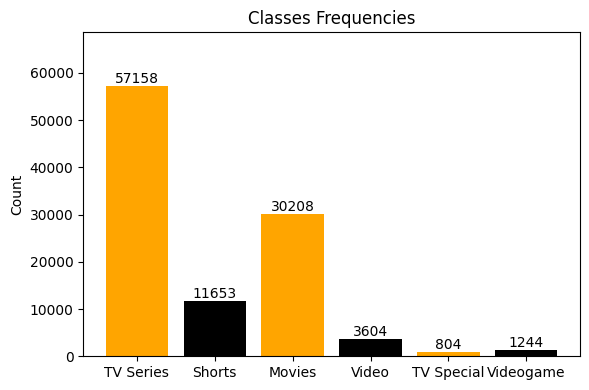 Classes Frequencies
Count
60000
50000
40000
30000
20000
10000
0
57158
11653
30208
3604
804
1244
TV Series
Shorts
Movies
Video
TV Special
Videogame